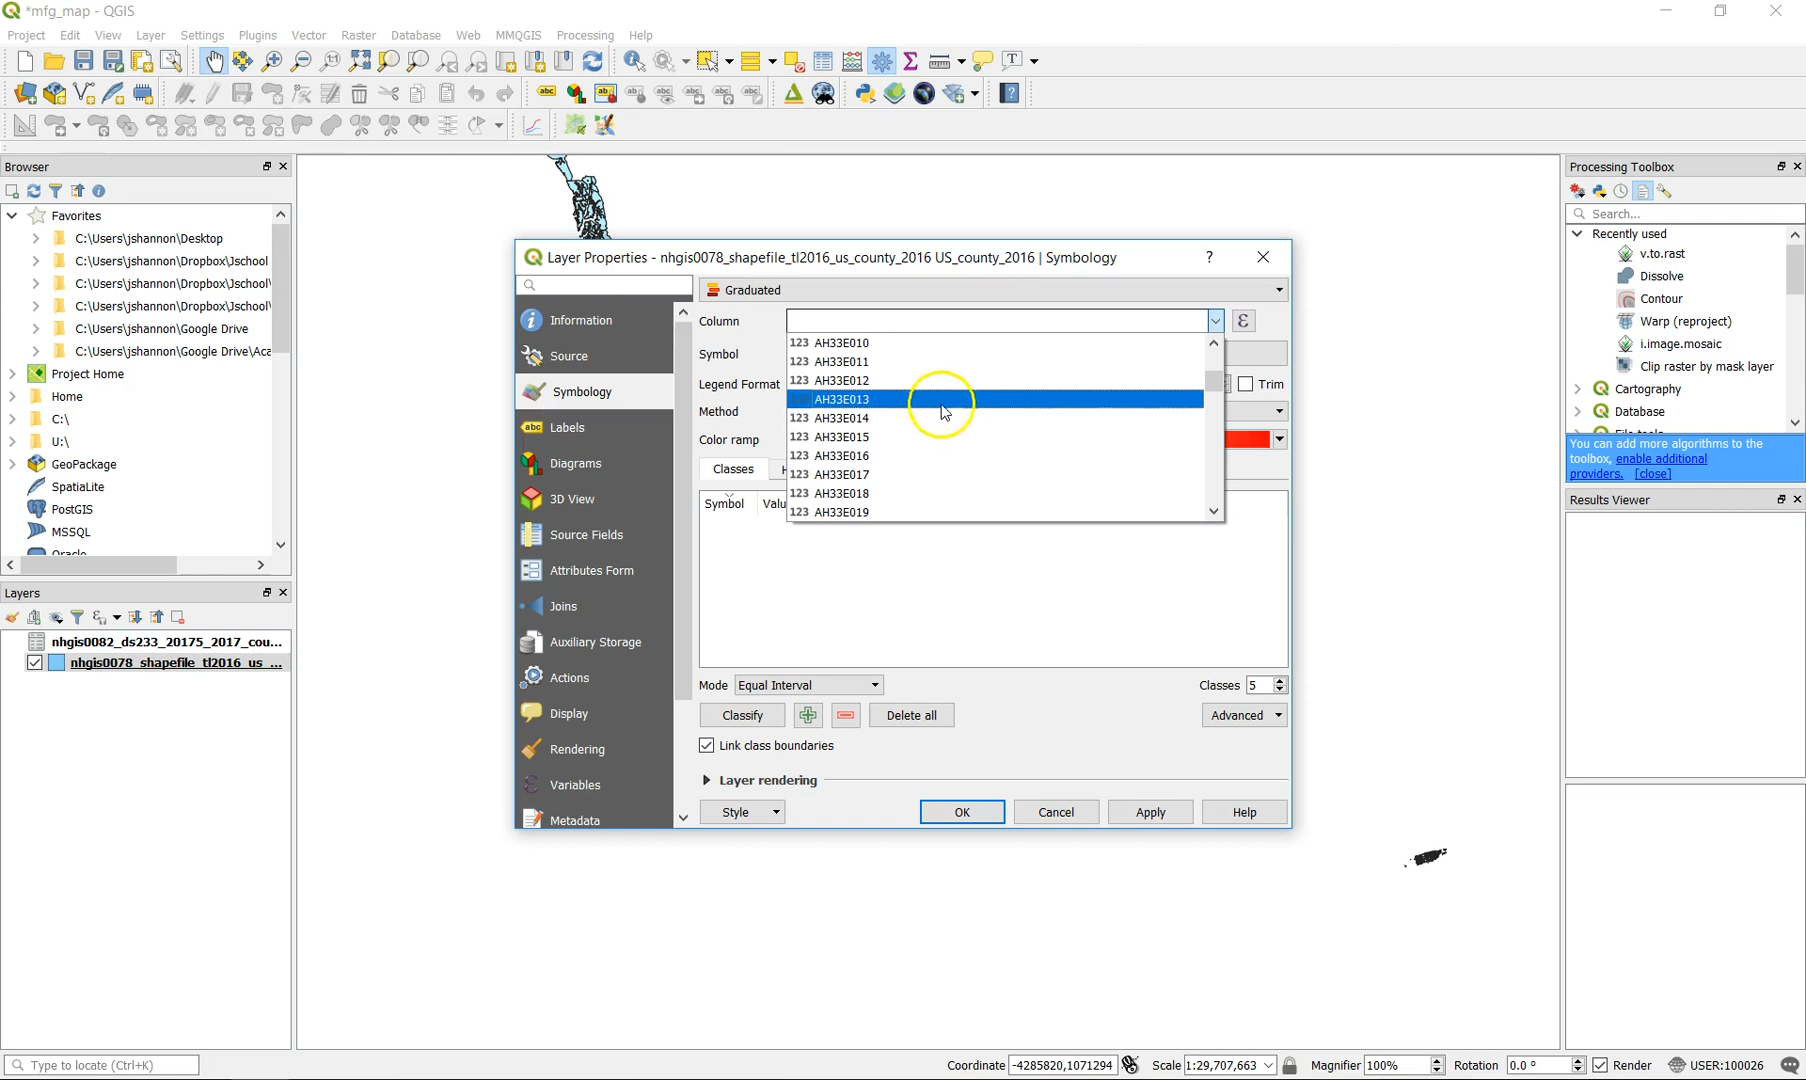 *mfg_map - QGIS
Project Edit View Layer Settings Plugins Vector Raster Database Web MMQGIS Processing Help
Browser
Favorites
C:\Users\jshannon\Desktop
C:\Users\jshannon\Dropbox\Jschool
C:\Users\jshannon\Dropbox\Jschool\
C:\Users\jshannon\Dropbox\Jschool\
C:\Users\jshannon\Google Drive
C:\Users\jshannon\Google Drive\Aca
Project Home
Home
C:\
U:\
GeoPackage
SpatiaLite
PostGIS
MSSQL
Oracle
Layers
nhgis0082_ds233_20175_2017_cou...
nhgis0078_shapefile_tl2016_us_...
Layer Properties - nhgis0078_shapefile_tl2016_us_county_2016 US_county_2016 | Symbology
?
Information
Source
Symbology
Labels
Diagrams
3D View
Source Fields
Attributes Form
Joins
Auxiliary Storage
Actions
Display
Rendering
Variables
Metadata
Graduated
Column
ε
Symbol
Legend Format
Trim
Method
Color ramp
Classes
Symbol Valu
123 AH33E010
123 AH33E011
123 AH33E012
123 AH33E013
123 AH33E014
123 AH33E015
123 AH33E016
123 AH33E017
123 AH33E018
123 AH33E019
Mode Equal Interval Classes 5
Classify Delete all Advanced
Link class boundaries
Layer rendering
Style OK Cancel Apply Help
Processing Toolbox
Search...
Recently used
v.to.rast
Dissolve
Contour
Warp (reproject)
i.image.mosaic
Clip raster by mask layer
Cartography
Database
You can add more algorithms to the
toolbox, enable additional
providers. [close]
Results Viewer
Type to locate (Ctrl+K) Coordinate -4285820,1071294 Scale 1:29,707,663 Magnifier 100% Rotation 0.0 ° Render USER:100026